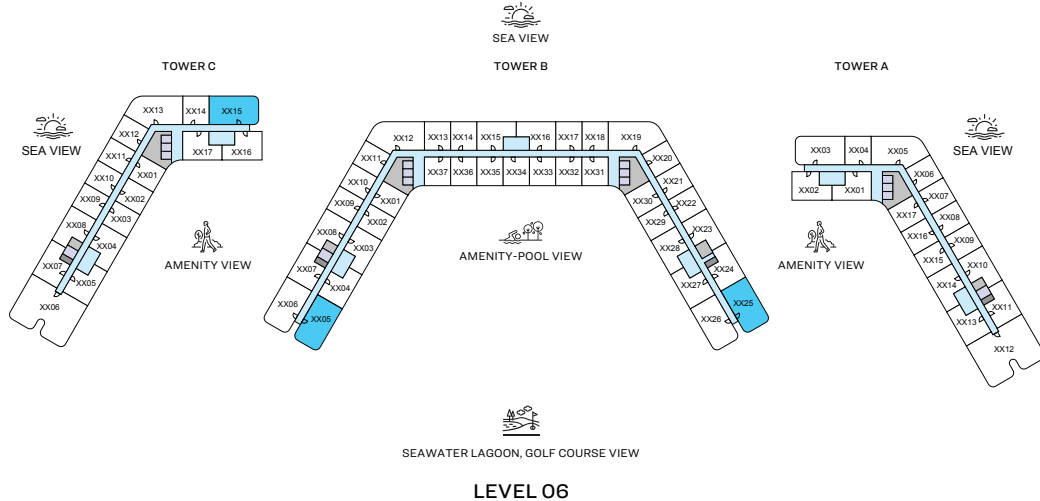 SEA VIEW
TOWER C
TOWER B
TOWER A
SEA VIEW
SEA VIEW
XX13
XX14
XX15
XX12
XX11
XX17
XX16
XX10
XX01
XX09
XX02
XX03
XX08
XX04
XX07
XX05
XX06
AMENITY VIEW
XX12
XX13
XX14
XX15
XX16
XX17
XX18
XX19
XX11
XX37
XX36
XX35
XX34
XX33
XX32
XX31
XX20
XX10
XX01
XX30
XX21
XX09
XX02
XX29
XX22
XX08
XX03
XX28
XX23
XX07
XX04
XX27
XX24
XX06
XX05
XX26
XX25
AMENITY-POOL VIEW
XX03
XX04
XX05
XX02
XX01
XX06
XX07
XX17
XX08
XX16
XX09
XX15
XX10
XX14
XX11
XX13
XX12
AMENITY VIEW
SEAWATER LAGOON, GOLF COURSE VIEW
LEVEL 06